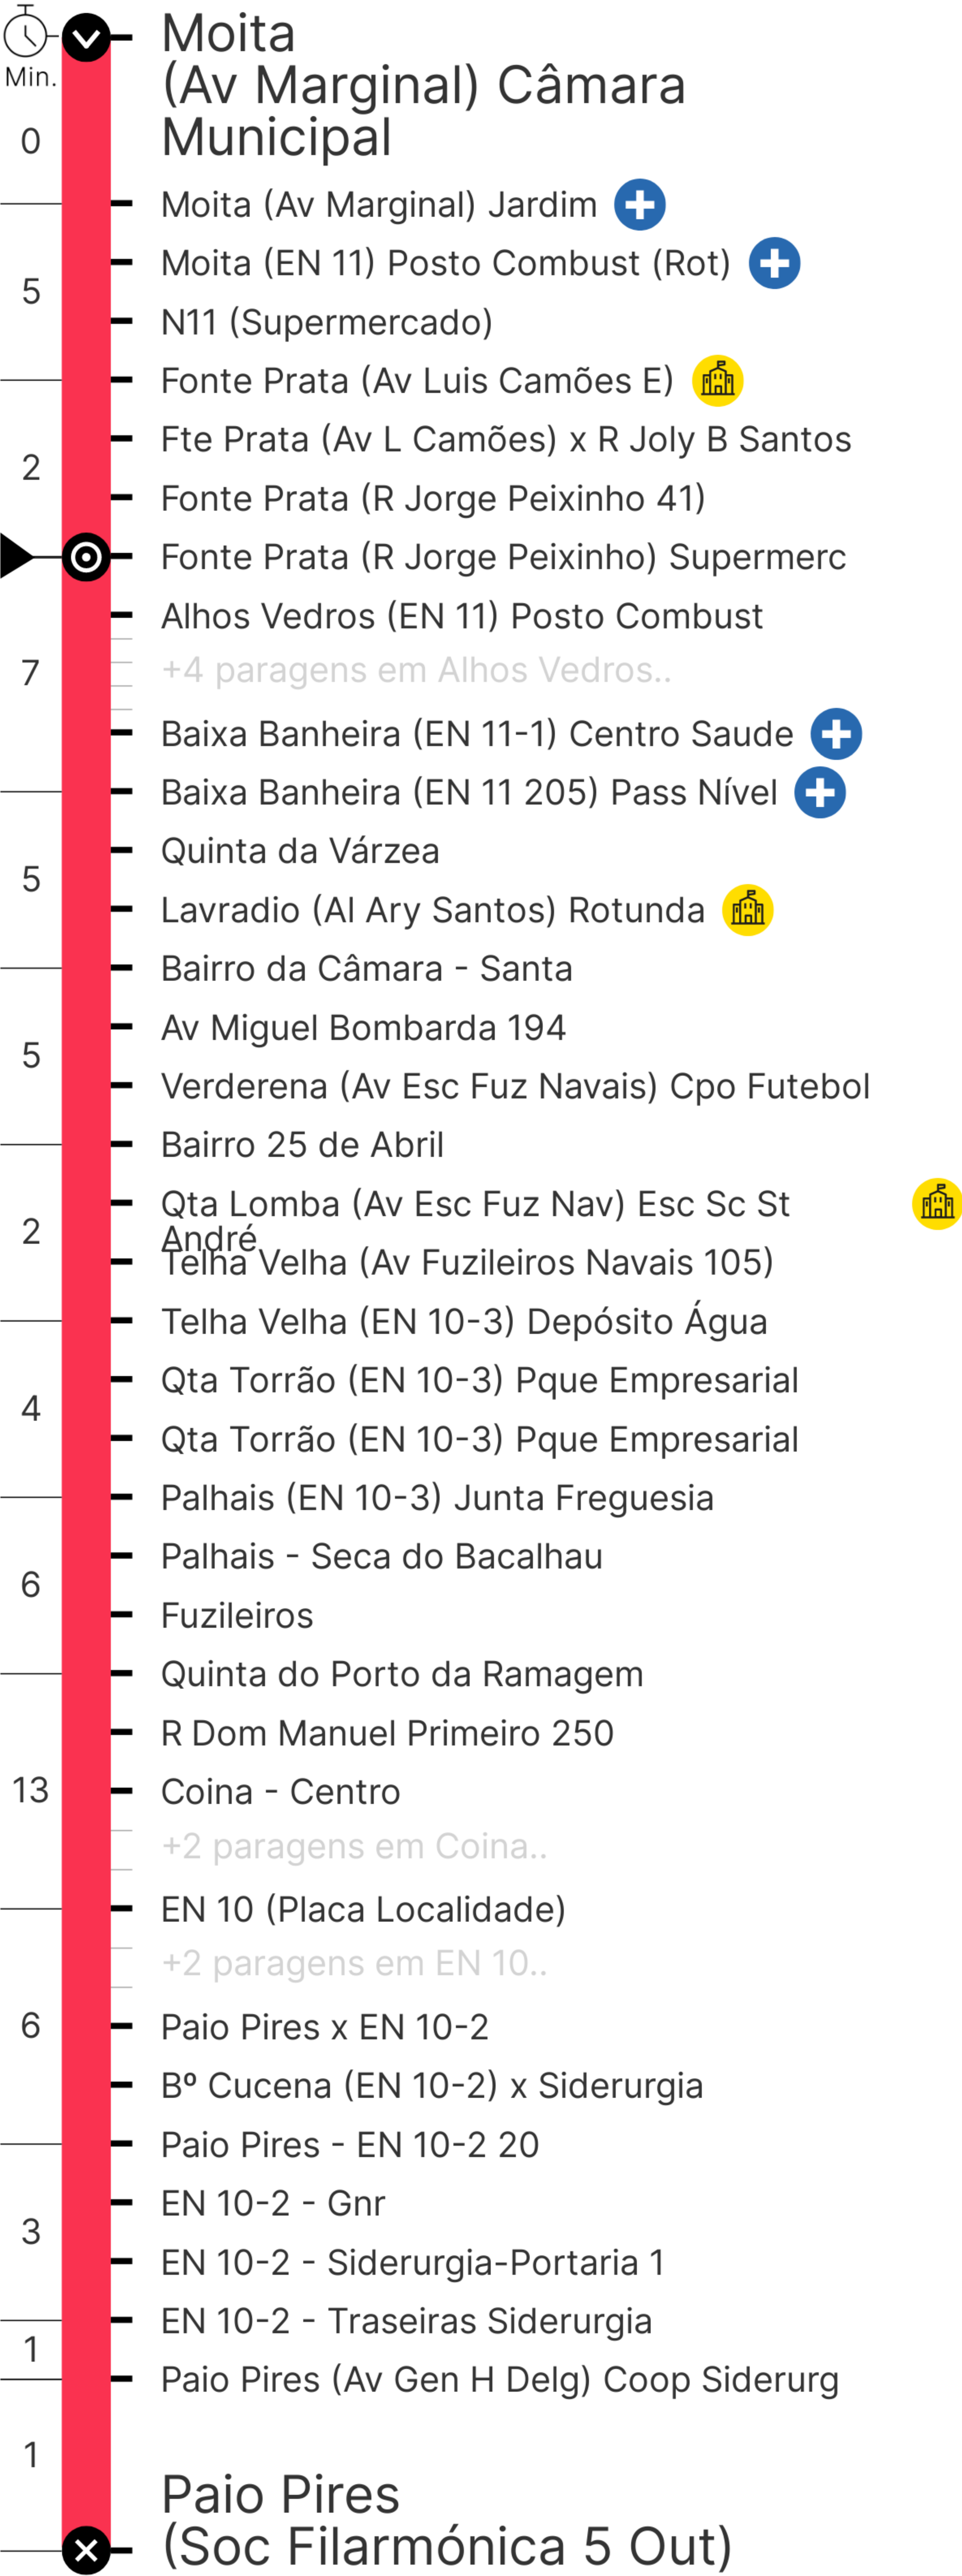 Moita
Min.
(Av Marginal) Câmara
0
Municipal
Moita (Av Marginal) Jardim
Moita (EN 11) Posto Combust (Rot)
5
N11 (Supermercado)
Fonte Prata (Av Luis Camões E)
Fte Prata (Av L Camões) x R Joly B Santos
2
Fonte Prata (R Jorge Peixinho 41)
Fonte Prata (R Jorge Peixinho) Supermerc
Alhos Vedros (EN 11) Posto Combust
7
+4 paragens em Alhos Vedros..
Baixa Banheira (EN 11-1) Centro Saude
Baixa Banheira (EN 11 205) Pass Nível
Quinta da Várzea
5
Lavradio (Al Ary Santos) Rotunda
Bairro da Câmara - Santa
Av Miguel Bombarda 194
5
Verderena (Av Esc Fuz Navais) Cpo Futebol
Bairro 25 de Abril
Qta Lomba (Av Esc Fuz Nav) Esc Sc St
2
André
Telha Velha (Av Fuzileiros Navais 105)
Telha Velha (EN 10-3) Depósito Água
Qta Torrão (EN 10-3) Pque Empresarial
4
Qta Torrão (EN 10-3) Pque Empresarial
Palhais (EN 10-3) Junta Freguesia
Palhais - Seca do Bacalhau
6
Fuzileiros
Quinta do Porto da Ramagem
R Dom Manuel Primeiro 250
13
Coina - Centro
+2 paragens em Coina..
EN 10 (Placa Localidade)
+2 paragens em EN 10..
6
Paio Pires x EN 10-2
Bº Cucena (EN 10-2) x Siderurgia
Paio Pires - EN 10-2 20
EN 10-2 - Gnr
3
EN 10-2 - Siderurgia-Portaria 1
EN 10-2 - Traseiras Siderurgia
1
Paio Pires (Av Gen H Delg) Coop Siderurg
1
Paio Pires
(Soc Filarmónica 5 Out)